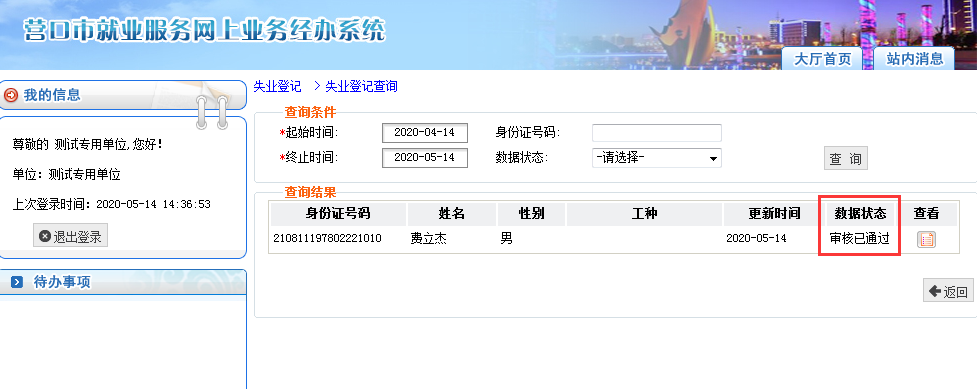 营口市就业服务网上业务经办系统
大厅首页 站内消息
我的信息
尊敬的 测试专用单位,您好!
单位：测试专用单位
上次登录时间：2020-05-14 14:36:53
退出登录
待办事项
失业登记 > 失业登记查询
查询条件
*起始时间: 2020-04-14 身份证号码:
*终止时间: 2020-05-14 数据状态: -请选择- 查 询
查询结果
身份证号码 姓名 性别 工种 更新时间 数据状态 查看
210811197802221010 费立杰 男 2020-05-14 审核已通过
返回